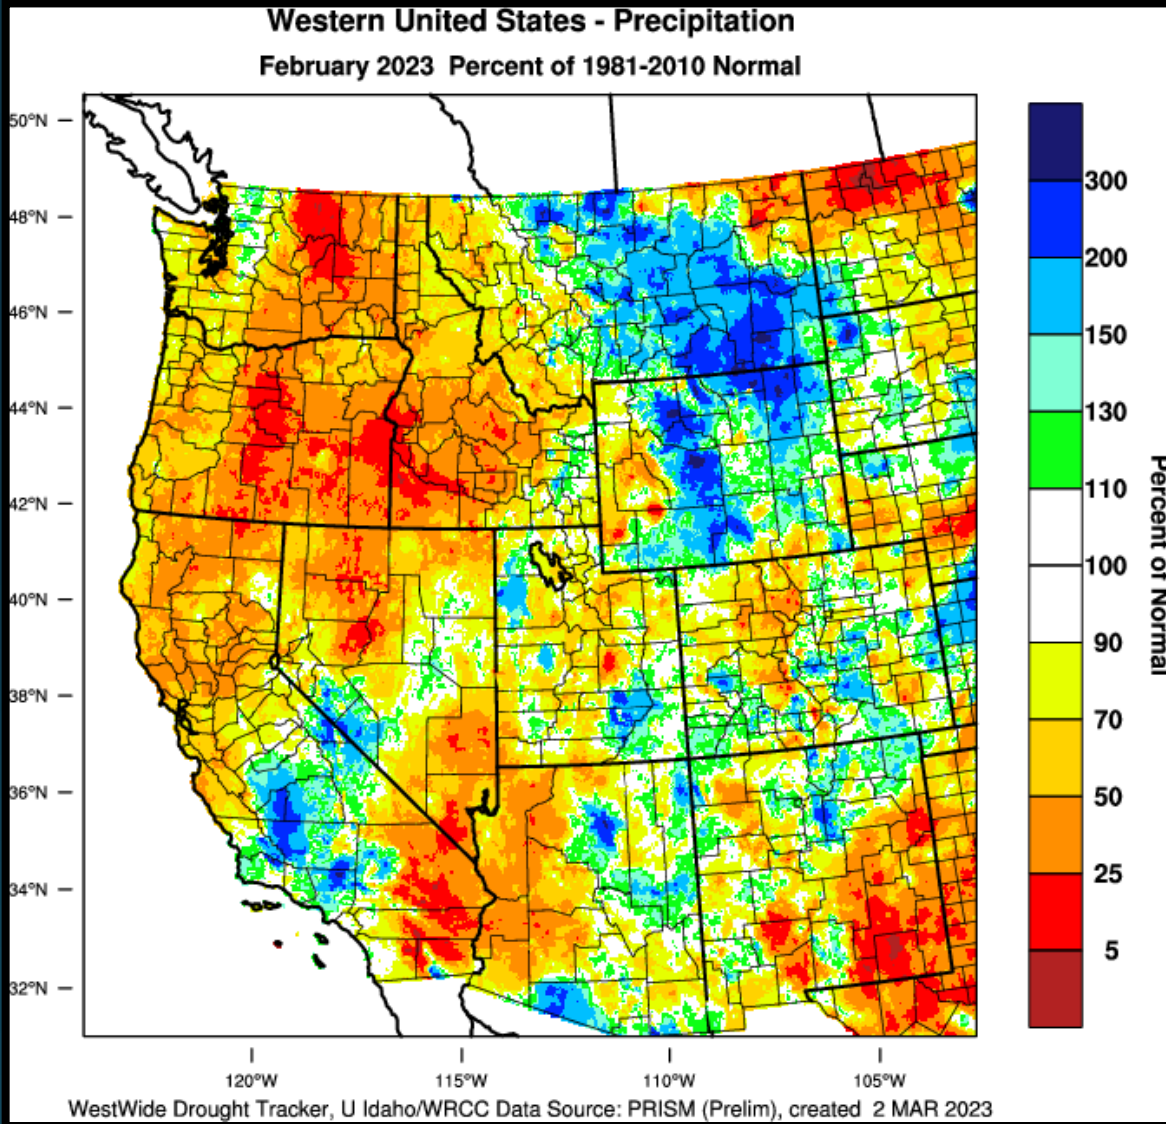 Western United States - Precipitation
February 2023 Percent of 1981-2010 Normal
50°N
48°N
46°N
44°N
42°N
40°N
38°N
36°N
34°N
32°N
120°W
115°W
110°W
105°W
300
200
150
130
110
100
90
70
50
25
5
Percent of Normal
WestWide Drought Tracker, U Idaho/WRCC Data Source: PRISM (Prelim), created 2 MAR 2023